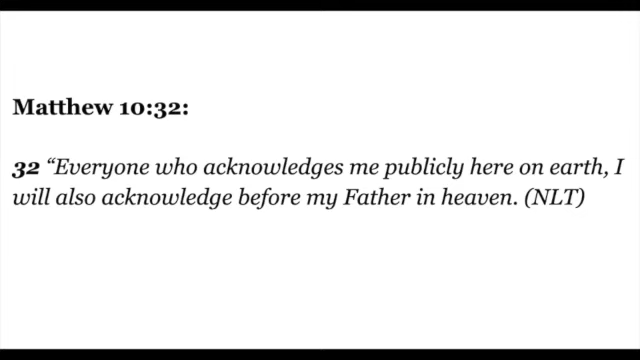 Matthew 10:32:
32 “Everyone who acknowledges me publicly here on earth, I
will also acknowledge before my Father in heaven. (NLT)